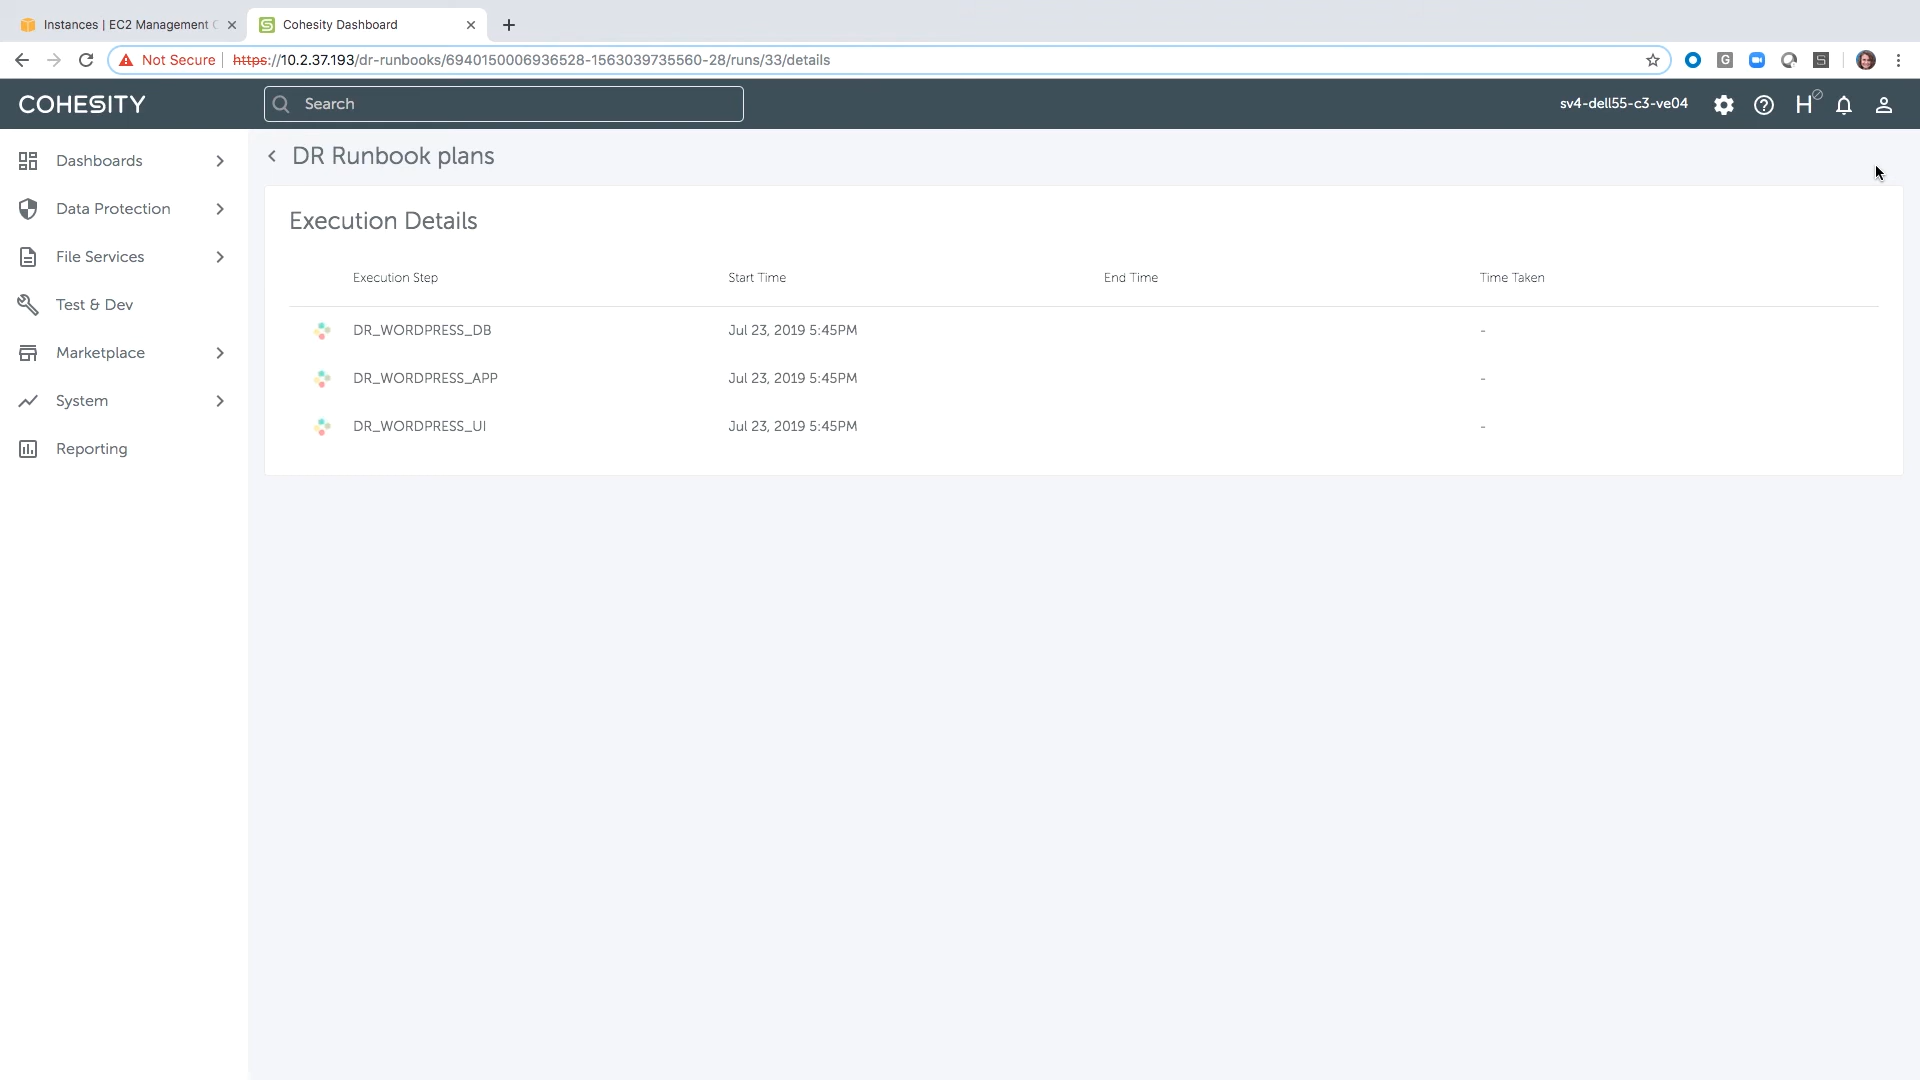 Instances | EC2 Management
Cohesity Dashboard
Not Secure | https://10.2.37.193/dr-runbooks/6940150006936528-1563039735560-28/runs/33/details
G
S
COHESITY
Search
sv4-dell55-c3-ve04
H
Dashboards
Data Protection
File Services
Test & Dev
Marketplace
System
Reporting
DR Runbook plans
Execution Details
Execution Step Start Time End Time Time Taken
DR_WORDPRESS_DB Jul 23, 2019 5:45PM -
DR_WORDPRESS_APP Jul 23, 2019 5:45PM -
DR_WORDPRESS_UI Jul 23, 2019 5:45PM -